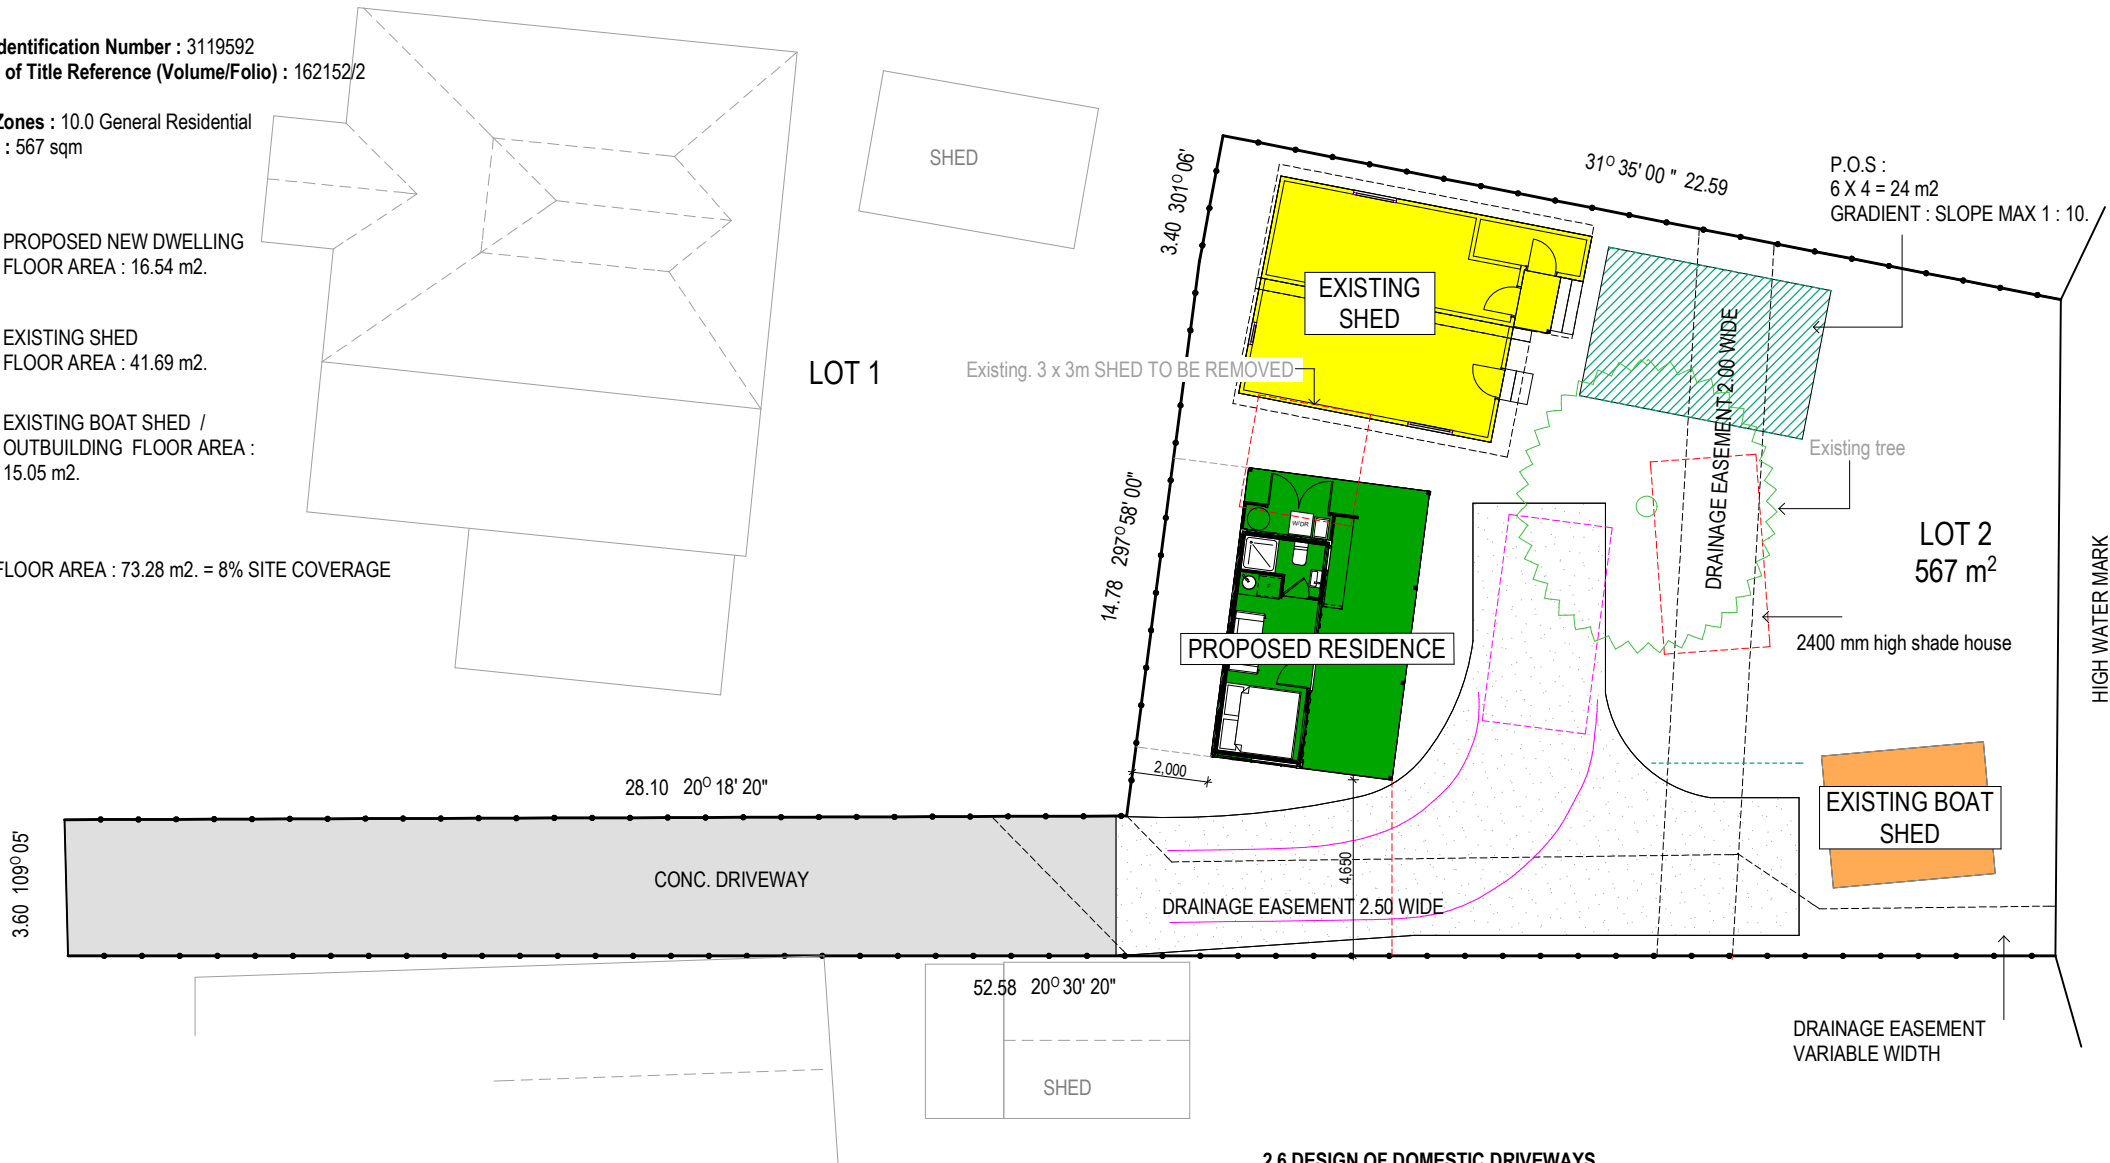 dentification Number : 3119592
of Title Reference (Volume/Folio) : 162152/2
Zones : 10.0 General Residential
: 567 sqm
PROPOSED NEW DWELLING
FLOOR AREA : 16.54 m2.
EXISTING SHED
FLOOR AREA : 41.69 m2.
EXISTING BOAT SHED /
OUTBUILDING FLOOR AREA :
15.05 m2.
FLOOR AREA : 73.28 m2. = 8% SITE COVERAGE
SHED
LOT 1
3.40 301⁰ 06'
31⁰ 35' 00 " 22.59
P.O.S :
6 X 4 = 24 m2
GRADIENT : SLOPE MAX 1 : 10.
EXISTING
SHED
Existing. 3 x 3m SHED TO BE REMOVED
DRAINAGE EASEMENT 2.00 WIDE
Existing tree
14.78 297⁰ 58' 00"
W/DR
LOT 2
567 m²
HIGH WATER MARK
PROPOSED RESIDENCE
2400 mm high shade house
2,000
28.10 20⁰ 18' 20"
EXISTING BOAT
SHED
3.60 109⁰ 05'
CONC. DRIVEWAY
4,650
DRAINAGE EASEMENT 2.50 WIDE
52.58 20⁰ 30' 20"
DRAINAGE EASEMENT
VARIABLE WIDTH
SHED
2.6 DESIGN OF DOMESTIC DRIVEWAYS